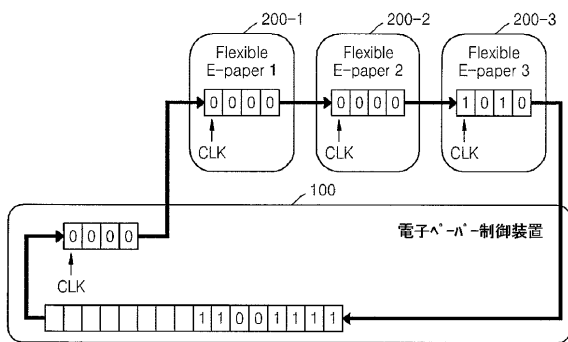 200-1
200-2
200-3
Flexible
E-paper 1
Flexible
E-paper 2
Flexible
E-paper 3
0 0 0 0
0 0 0 0
1 0 1 0
CLK
CLK
CLK
100
0 0 0 0
電子ペーパー制御装置
CLK
1 1 0 0 1 1 1 1